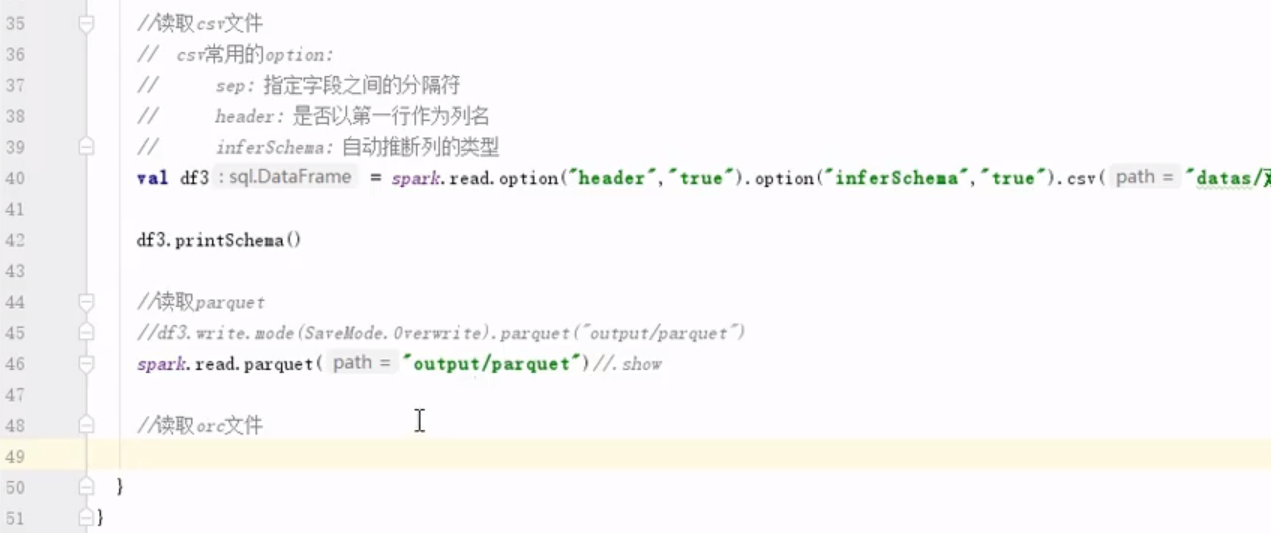 35 //读取csv文件
36 // csv常用的option:
37 // sep: 指定字段之间的分隔符
38 // header: 是否以第一行作为列名
39 // inferSchema: 自动推断列的类型
40 val df3 : sql.DataFrame = spark.read.option("header","true").option("inferSchema","true").csv( path = "datas/
41
42 df3.printSchema()
43
44 //读取parquet
45 //df3.write.mode(SaveMode.Overwrite).parquet("output/parquet")
46 spark.read.parquet( path = "output/parquet")//.show
47
48 //读取orc文件
49
50 }
51 }